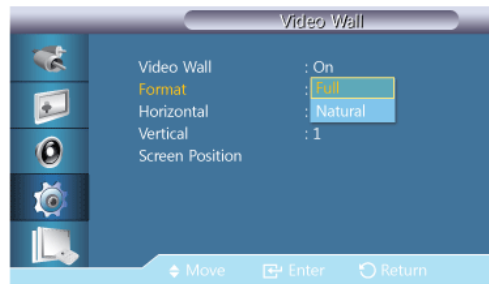 Video Wall
Video Wall : On
Format : Full
Horizontal : Natural
Vertical : 1
Screen Position
Move Enter Return